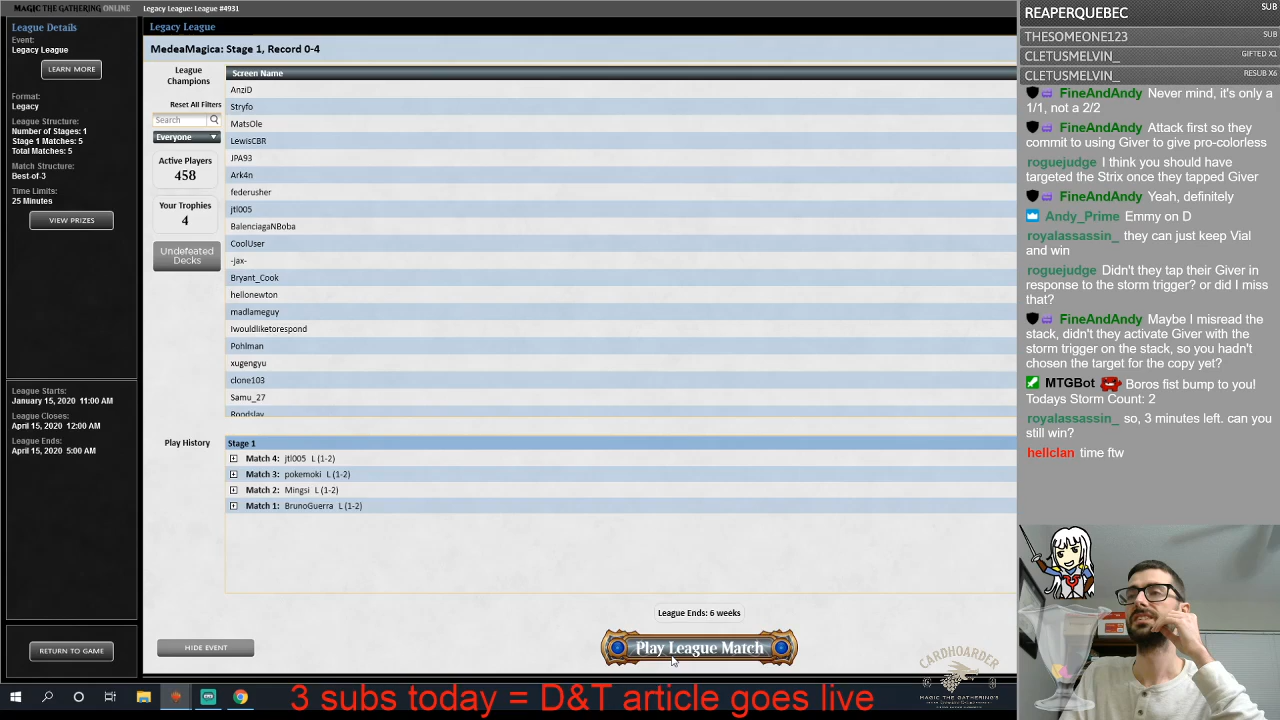 MAGIC THE GATHERING ONLINE
Legacy League: League #4931
League Details
Event:
Legacy League
LEARN MORE
Format:
Legacy
League Structure:
Number of Stages: 1
Stage 1 Matches: 5
Total Matches: 5
Match Structure:
Best-of-3
Time Limits:
25 Minutes
VIEW PRIZES
League Starts:
January 15, 2020 11:00 AM
League Closes:
April 15, 2020 12:00 AM
League Ends:
April 15, 2020 5:00 AM
RETURN TO GAME
Legacy League
MedeaMagica: Stage 1, Record 0-4
League
Champions
Reset All Filters
Search
Everyone
Active Players
458
Your Trophies
4
Undefeated
Decks
Screen Name
AnziD
Stryfo
MatsOle
LewisCBR
JPA93
Ark4n
federusher
jtl005
BalenciagaNBoba
CoolUser
-jax-
Bryant_Cook
hellonewton
madlameguy
Iwouldliketorespond
Pohlman
xugengyu
clone103
Samu_27
Play History
Stage 1
Match 4: jtl005 L (1-2)
Match 3: pokemoki L (1-2)
Match 2: Mingsi L (1-2)
Match 1: BrunoGuerra L (1-2)
League Ends: 6 weeks
HIDE EVENT
Play League Match
REAPERQUEBEC SUB
THESOMEONE123 SUB
CLETUSMELVIN_ GIFTED X1
CLETUSMELVIN_ RESUB X6
FineAndAndy Never mind, it's only a
1/1, not a 2/2
FineAndAndy Attack first so they
commit to using Giver to give pro-colorless
roguejudge I think you should have
targeted the Strix once they tapped Giver
FineAndAndy Yeah, definitely
Andy_Prime Emmy on D
royalassassin_ they can just keep Vial
and win
roguejudge Didn't they tap their Giver in
response to the storm trigger? or did I miss
that?
FineAndAndy Maybe I misread the
stack, didn't they activate Giver with the
storm trigger on the stack, so you hadn't
chosen the target for the copy yet?
MTGBot Boros fist bump to you!
Todays Storm Count: 2
royalassassin_ so, 3 minutes left. can you
still win?
hellclan time ftw
CARDHOARDER
MAGIC THE GATHERING'S
3 subs today = D&T article goes live